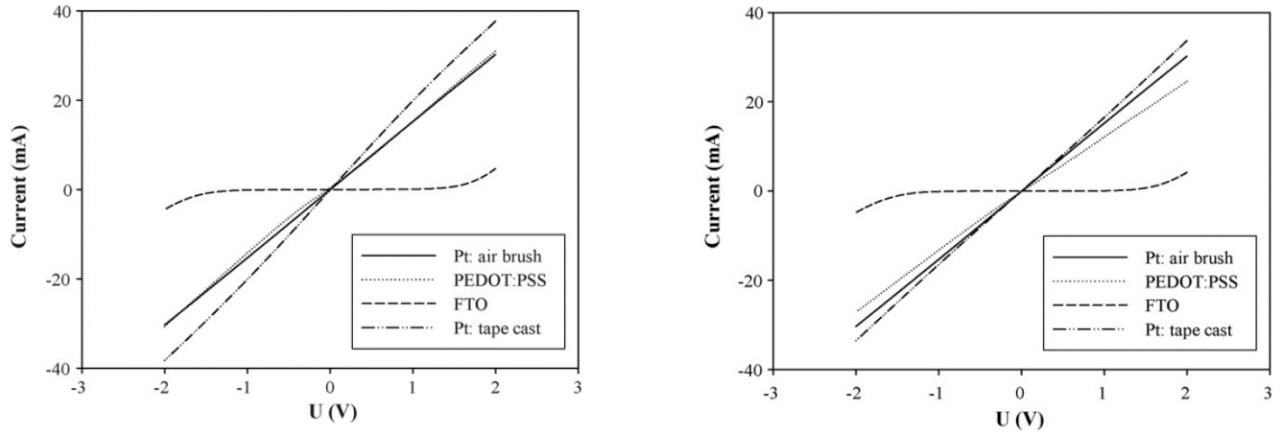 40
20
0
-20
-40
Current (mA)
Pt: air brush
PEDOT:PSS
FTO
Pt: tape cast
-3 -2 -1 0 1 2 3
U (V)
40
20
0
-20
-40
Current (mA)
Pt: air brush
PEDOT:PSS
FTO
Pt: tape cast
-3 -2 -1 0 1 2 3
U (V)